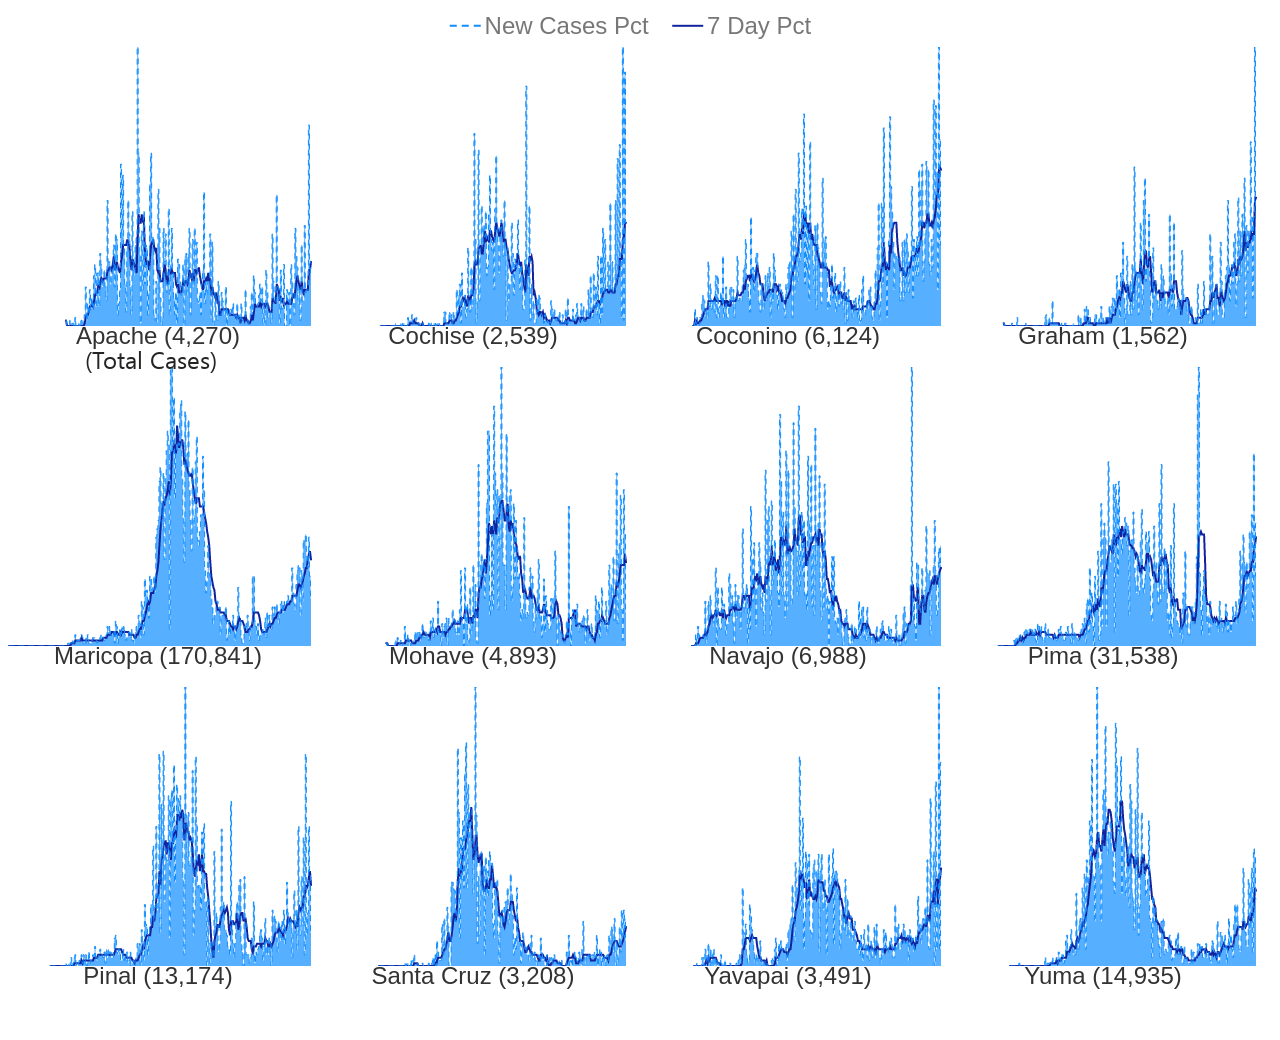 New Cases Pct 7 Day Pct
Apache (4,270) Cochise (2,539) Coconino (6,124) Graham (1,562)
(Total Cases)
Maricopa (170,841) Mohave (4,893) Navajo (6,988) Pima (31,538)
Pinal (13,174) Santa Cruz (3,208) Yavapai (3,491) Yuma (14,935)